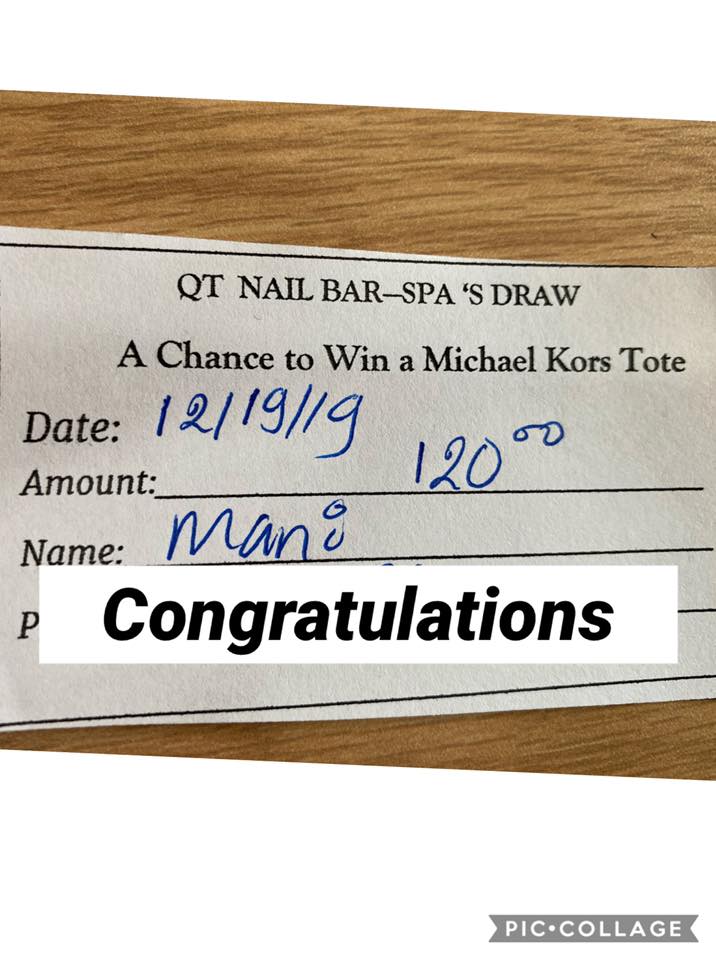 QT NAIL BAR–SPA ‘S DRAW
A Chance to Win a Michael Kors Tote
Date: 12/19/19
Amount: 120 00
Name: Mani
P
Congratulations
PIC•COLLAGE